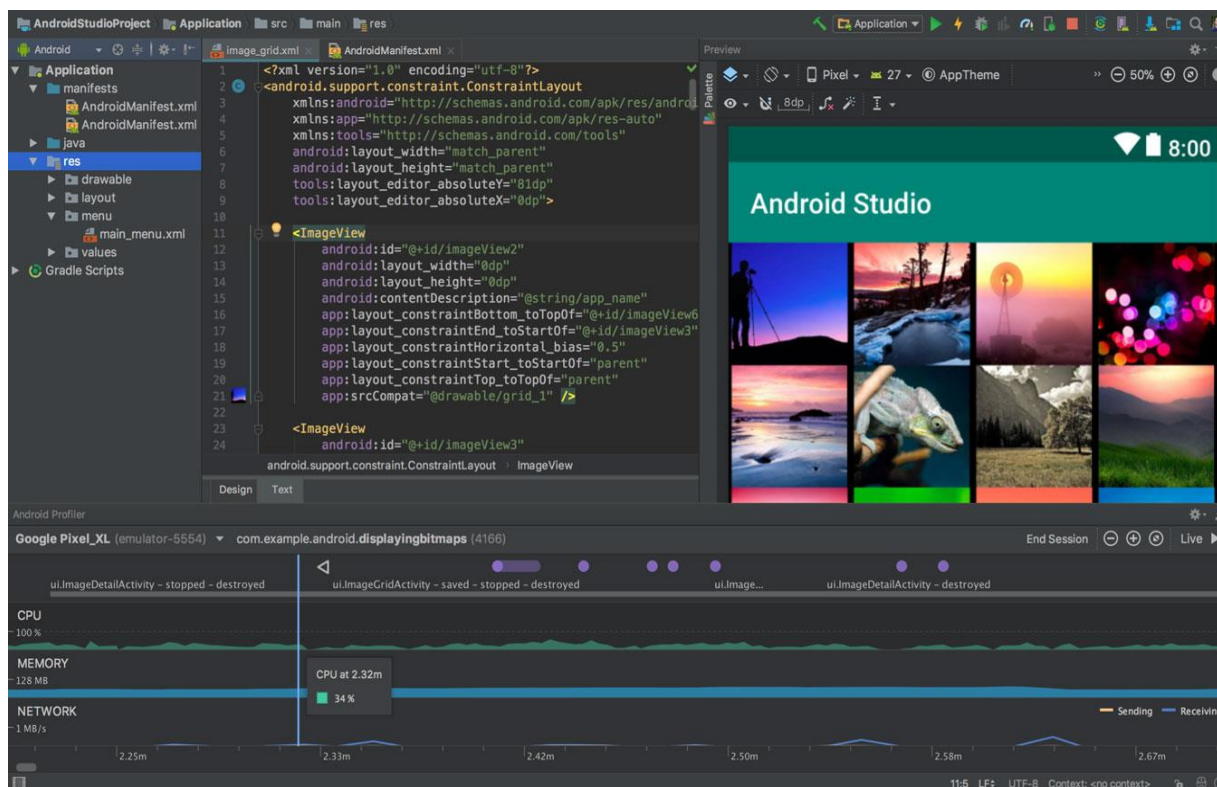 AndroidStudioProject Application src main res Application
Android image_grid.xml AndroidManifest.xml Preview
Application
manifests
AndroidManifest.xml
AndroidManifest.xml
java
res
drawable
layout
menu
main_menu.xml
values
Gradle Scripts
1 <?xml version="1.0" encoding="utf-8"?>
2 <android.support.constraint.ConstraintLayout
3 xmlns:android="http://schemas.android.com/apk/res/androi
4 xmlns:app="http://schemas.android.com/apk/res-auto"
5 xmlns:tools="http://schemas.android.com/tools"
6 android:layout_width="match_parent"
7 android:layout_height="match_parent"
8 tools:layout_editor_absoluteY="81dp"
9 tools:layout_editor_absoluteX="0dp">
10
11 <ImageView
12 android:id="@+id/imageView2"
13 android:layout_width="0dp"
14 android:layout_height="0dp"
15 android:contentDescription="@string/app_name"
16 app:layout_constraintBottom_toTopOf="@+id/imageView6
17 app:layout_constraintEnd_toStartOf="@+id/imageView3"
18 app:layout_constraintHorizontal_bias="0.5"
19 app:layout_constraintStart_toStartOf="parent"
20 app:layout_constraintTop_toTopOf="parent"
21 app:srcCompat="@drawable/grid_1" />
22
23 <ImageView
24 android:id="@+id/imageView3"
android.support.constraint.ConstraintLayout ImageView
Design Text
Palette
Pixel 27 AppTheme 50%
8dp
8:00
Android Studio
Android Profiler
Google Pixel_XL (emulator-5554) com.example.android.displayingbitmaps (4166) End Session Live
ui.ImageDetailActivity - stopped - destroyed ui.ImageGridActivity - saved - stopped - destroyed ui.Image... ui.ImageDetailActivity - destroyed
CPU
100 %
MEMORY
128 MB
CPU at 2.32m
34 %
NETWORK
Sending Receivin
1 MB/s
2.25m 2.33m 2.42m 2.50m 2.58m 2.67m
11:5 LF UTF-8 Context: <no context>